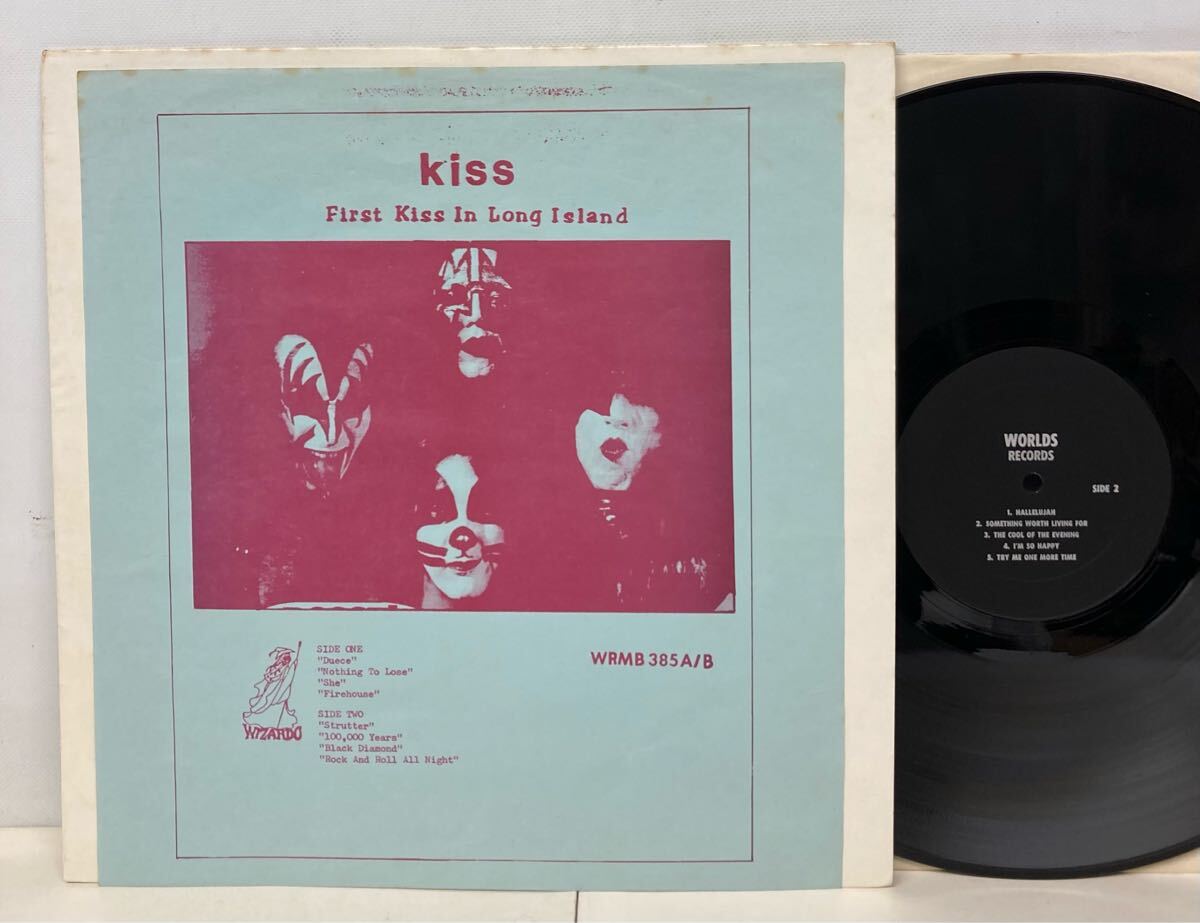 kiss
First Kiss In Long Island
SIDE ONE
"Duece"
"Nothing To Lose"
"She"
"Firehouse"
SIDE TWO
"Strutter"
"100,000 Years"
"Black Diamond"
"Rock And Roll All Night"
WIZARDO
WRMB 385A/B
WORLDS
RECORDS
SIDE 2
1. HALLELUJAH
2. SOMETHING WORTH LIVING FOR
3. THE COOL OF THE EVENING
4. I'M SO HAPPY
5. TRY ME ONE MORE TIME